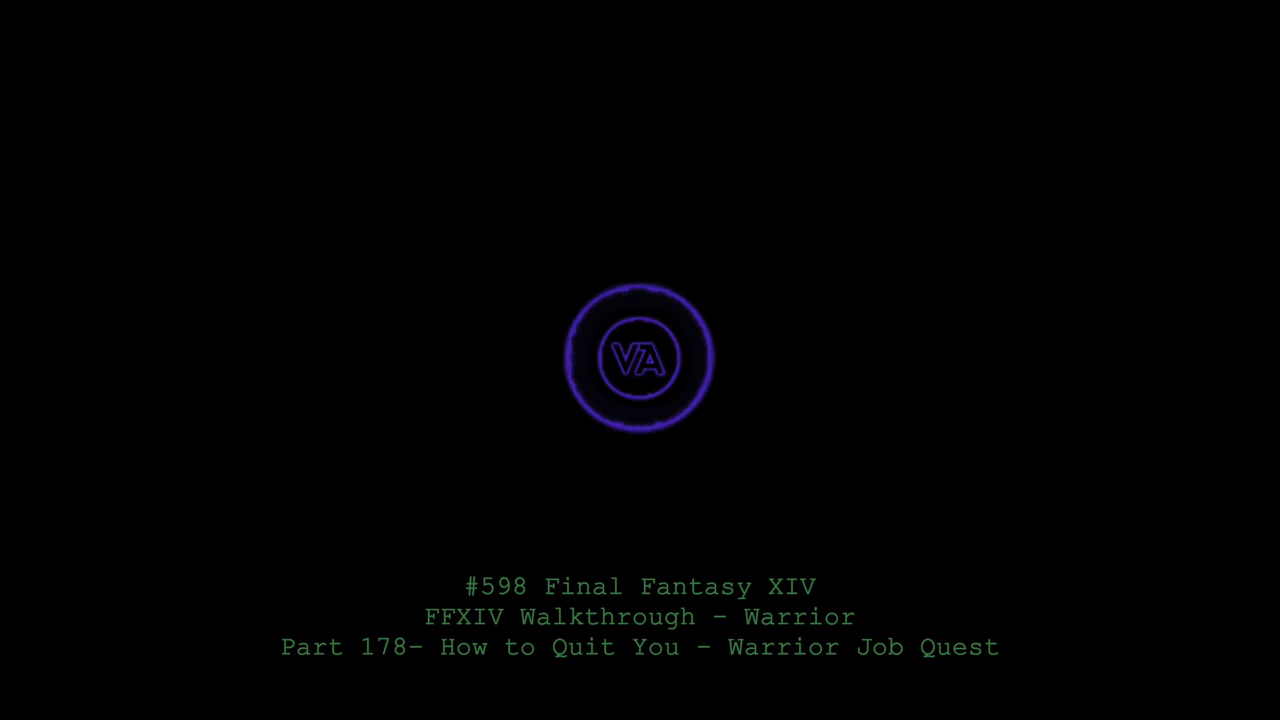 VA
#598 Final Fantasy XIV
FFXIV Walkthrough - Warrior
Part 178- How to Quit You - Warrior Job Quest